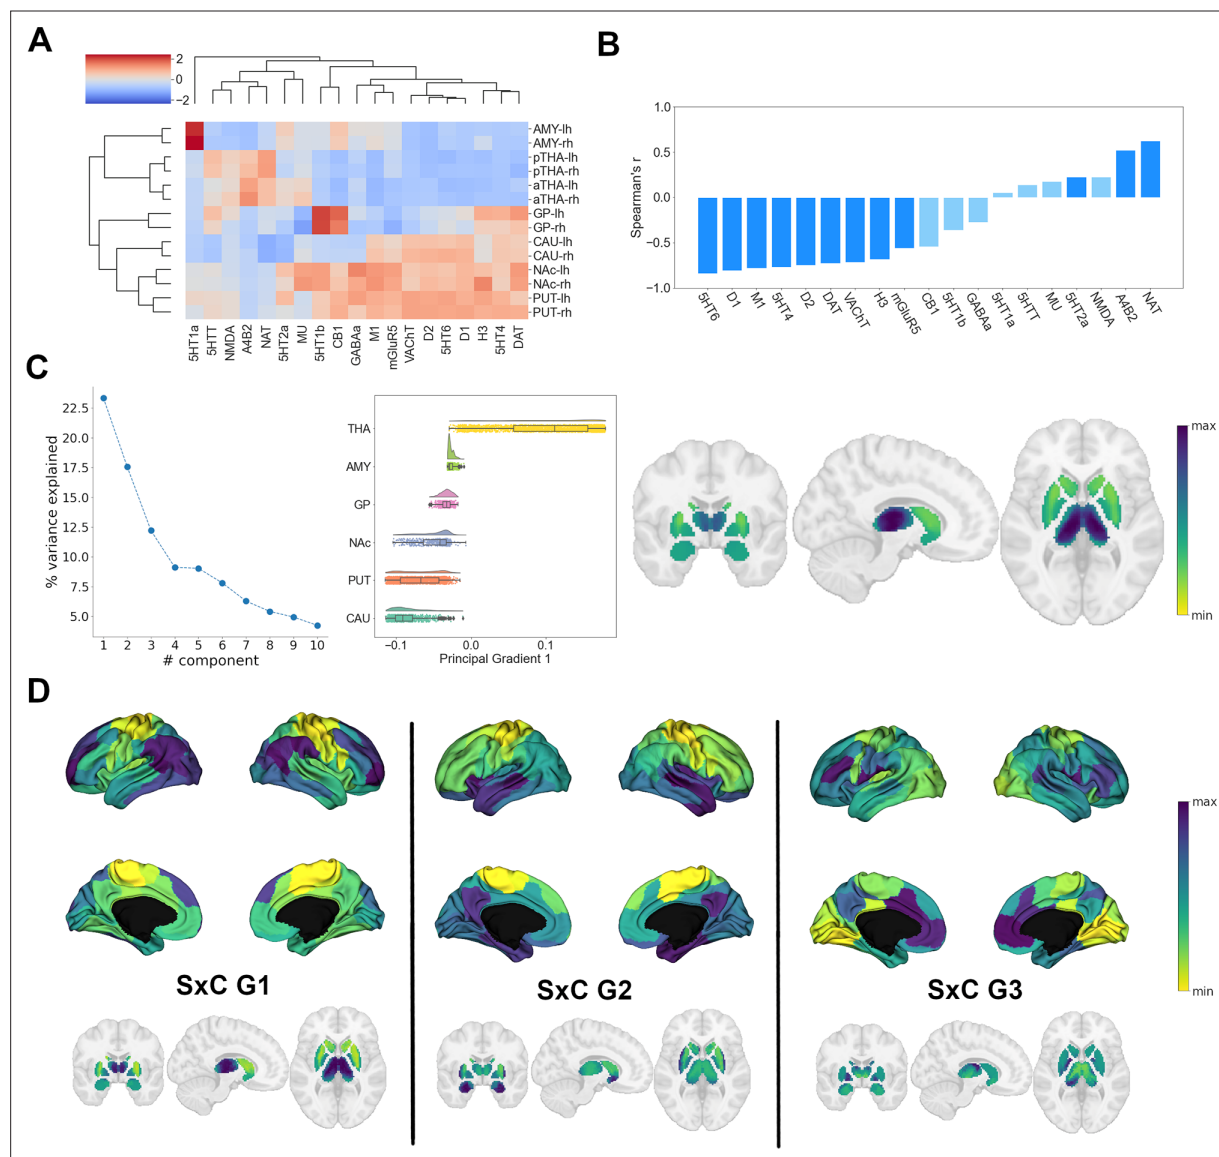 A
2
0
−2
AMY-lh
AMY-rh
pTHA-lh
pTHA-rh
aTHA-lh
aTHA-rh
GP-lh
GP-rh
CAU-lh
CAU-rh
NAc-lh
NAc-rh
PUT-lh
PUT-rh
5HT1a
5HTT
NMDA
A4B2
NAT
5HT2a
MU
5HT1b
CB1
GABAa
M1
mGluR5
VAChT
D2
5HT6
D1
H3
5HT4
DAT
B
Spearman's r
1.0
0.5
0.0
−0.5
−1.0
5HT6
D1
M1
5HT4
D2
DAT
VAChT
H3
mGluR5
CB1
5HT1b
GABAa
5HT1a
5HTT
MU
5HT2a
NMDA
A4B2
NAT
C
% variance explained
22.5
20.0
17.5
15.0
12.5
10.0
7.5
5.0
1 2 3 4 5 6 7 8 9 10
# component
THA
AMY
GP
NAc
PUT
CAU
−0.1 0.0 0.1
Principal Gradient 1
max
min
D
max
min
SxC G1
SxC G2
SxC G3